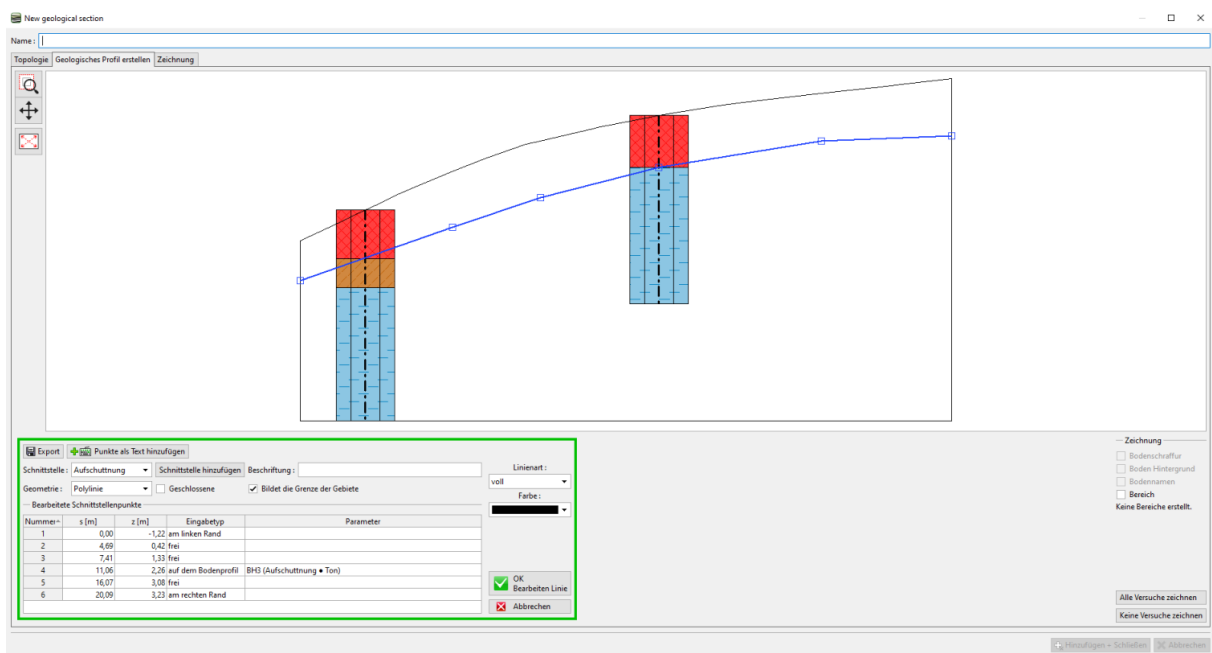 New geological section
Name :
Topologie Geologisches Profil erstellen Zeichnung
Export Punkte als Text hinzufügen
Schnittstelle : Aufschuttnung Schnittstelle hinzufügen Beschriftung :
Geometrie : Polylinie Geschlossene Bildet die Grenze der Gebiete
Bearbeitete Schnittstellenpunkte
Nummer s [m] z [m] Eingabetyp Parameter
1 0,00 -1,22 am linken Rand
2 4,69 0,42 frei
3 7,41 1,33 frei
4 11,06 2,26 auf dem Bodenprofil BH3 (Aufschuttnung • Ton)
5 16,07 3,08 frei
6 20,09 3,23 am rechten Rand
Linienart :
voll
Farbe :
OK
Bearbeiten Linie
Abbrechen
Zeichnung
Bodenschraffur
Boden Hintergrund
Bodennamen
Bereich
Keine Bereiche erstellt.
Alle Versuche zeichnen
Keine Versuche zeichnen
Hinzufügen + Schließen Abbrechen